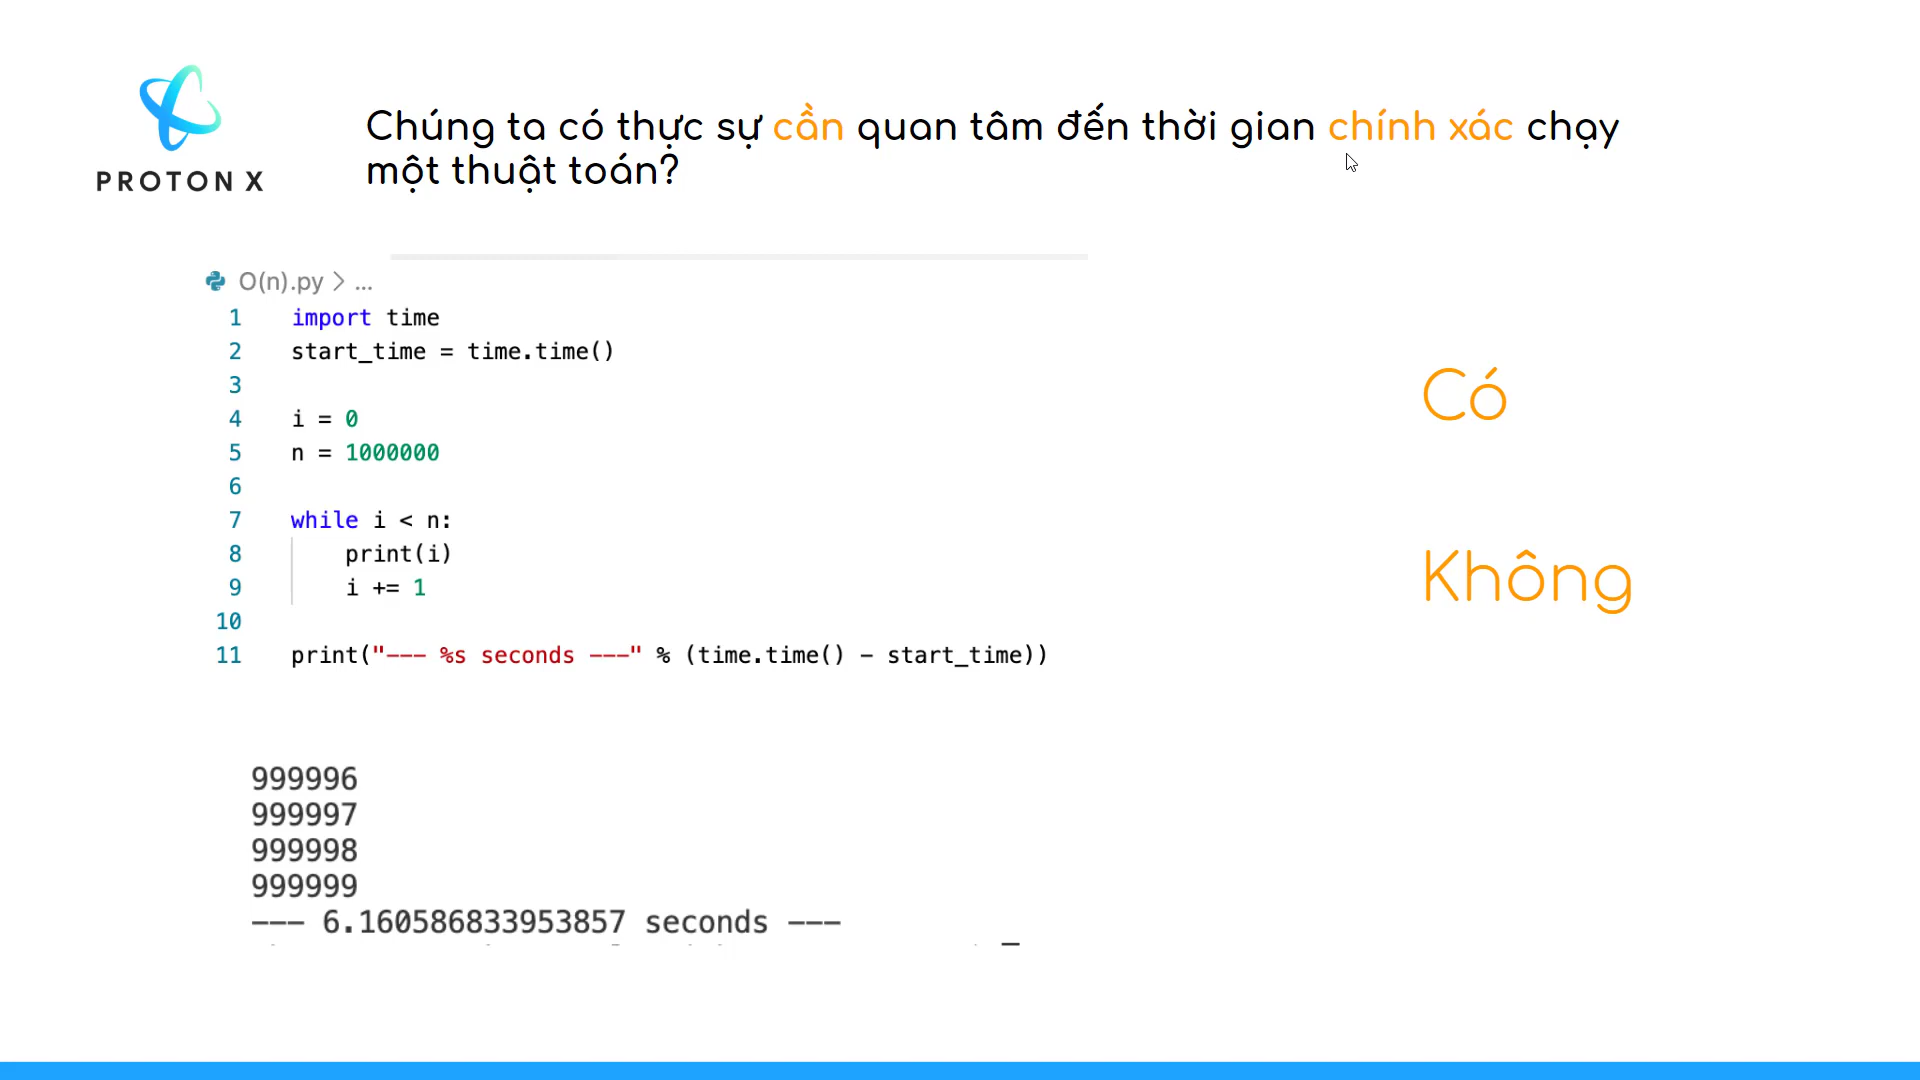 PROTON X
Chúng ta có thực sự cần quan tâm đến thời gian chính xác chạy
một thuật toán?
O(n).py > ...
1 import time
2 start_time = time.time()
3
4 i = 0
5 n = 1000000
6
7 while i < n:
8     print(i)
9     i += 1
10
11 print("--- %s seconds ---" % (time.time() - start_time))
Có
Không
999996
999997
999998
999999
--- 6.160586833953857 seconds ---